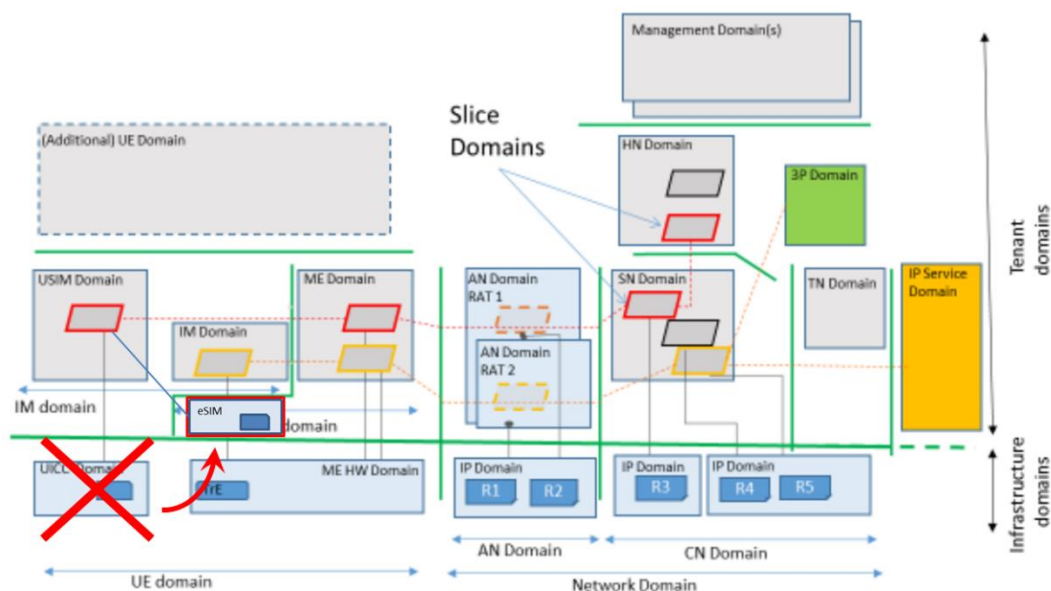 Management Domain(s)
Slice
Domains
(Additional) UE Domain
HN Domain
3P Domain
Tenant
domains
USIM Domain
ME Domain
AN Domain
RAT 1
SN Domain
TN Domain
IP Service
Domain
IM Domain
AN Domain
RAT 2
IM domain
eSIM
domain
UICC Domain
ME HW Domain
TrE
IP Domain
R1
R2
IP Domain
R3
IP Domain
R4
R5
Infrastructure
domains
AN Domain
CN Domain
UE domain
Network Domain